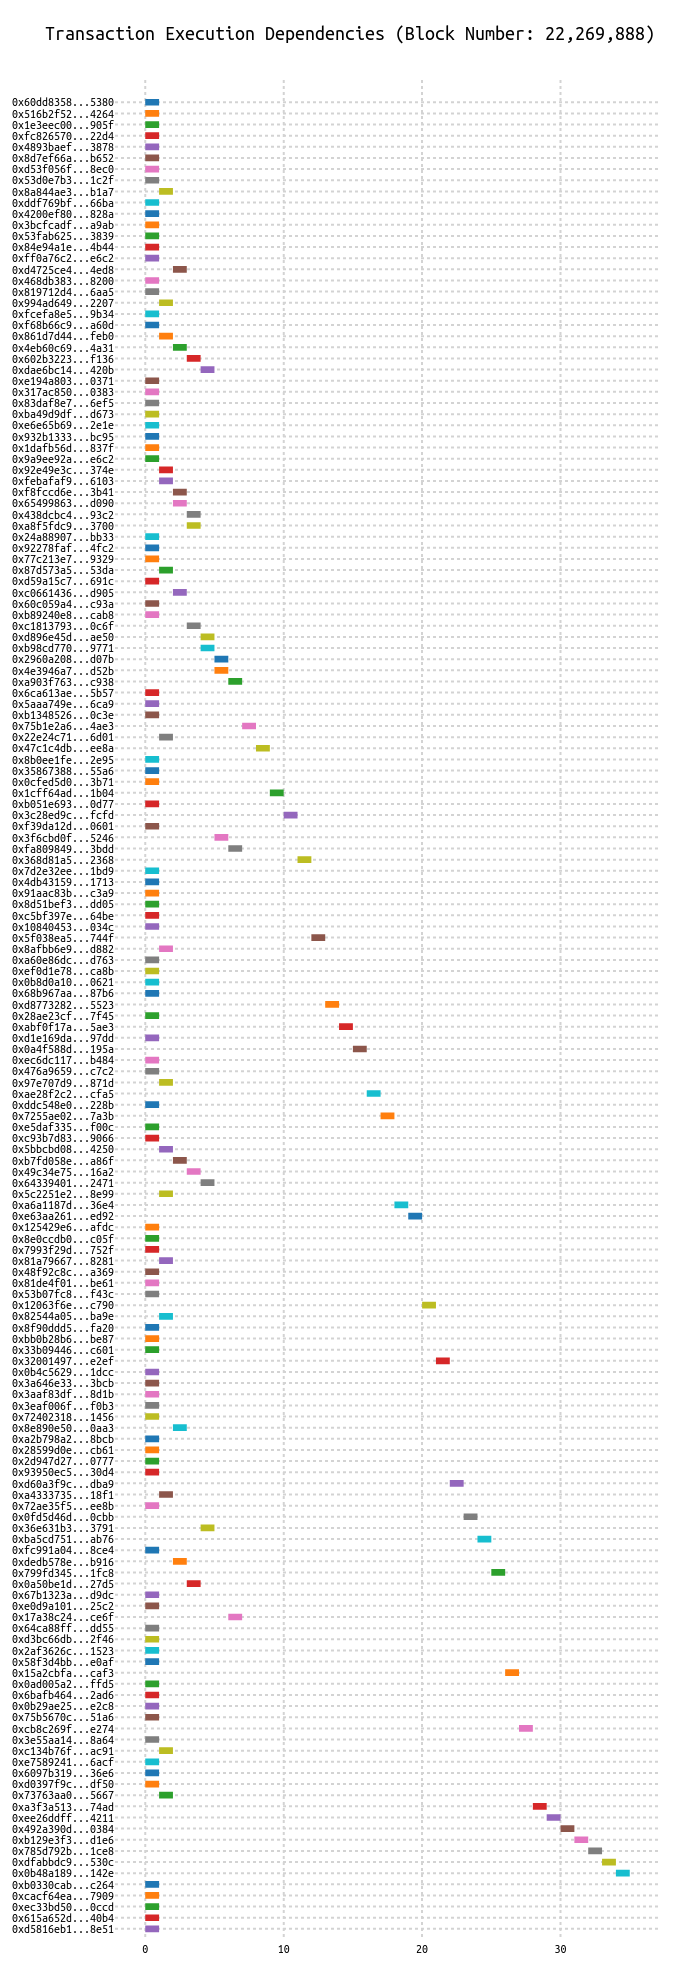 Transaction Execution Dependencies (Block Number: 22,269,888)
0x60dd8358...5380
0x516b2f52...4264
0x1e3eec00...905f
0xfc826570...22d4
0x4893baef...3878
0x8d7ef66a...b652
0xd53f056f...8ec0
0x53d0e7b3...1c2f
0x8a844ae3...b1a7
0xddf769bf...66ba
0x4200ef80...828a
0x3bcfcadf...a9ab
0x53fab625...3839
0x84e94a1e...4b44
0xff0a76c2...e6c2
0xd4725ce4...4ed8
0x468db383...8200
0x819712d4...6aa5
0x994ad649...2207
0xfcefa8e5...9b34
0xf68b66c9...a60d
0x861d7d44...feb0
0x4eb60c69...4a31
0x602b3223...f136
0xdae6bc14...420b
0xe194a803...0371
0x317ac850...0383
0x83daf8e7...6ef5
0xba49d9df...d673
0xe6e65b69...2e1e
0x932b1333...bc95
0x1dafb56d...837f
0x9a9ee92a...e6c2
0x92e49e3c...374e
0xfebafaf9...6103
0xf8fccd6e...3b41
0x65499863...d090
0x438dcbc4...93c2
0xa8f5fdc9...3700
0x24a88907...bb33
0x92278faf...4fc2
0x77c213e7...9329
0x87d573a5...53da
0xd59a15c7...691c
0xc0661436...d905
0x60c059a4...c93a
0xb89240e8...cab8
0xc1813793...0c6f
0xd896e45d...ae50
0xb98cd770...9771
0x2960a208...d07b
0x4e3946a7...d52b
0xa903f763...c938
0x6ca613ae...5b57
0x5aaa749e...6ca9
0xb1348526...0c3e
0x75b1e2a6...4ae3
0x22e24c71...6d01
0x47c1c4db...ee8a
0x8b0ee1fe...2e95
0x35867388...55a6
0x0cfed5d0...3b71
0x1cff64ad...1b04
0xb051e693...0d77
0x3c28ed9c...fcfd
0xf39da12d...0601
0x3f6cbd0f...5246
0xfa809849...3bdd
0x368d81a5...2368
0x7d2e32ee...1bd9
0x4db43159...1713
0x91aac83b...c3a9
0x8d51bef3...dd05
0xc5bf397e...64be
0x10840453...034c
0x5f038ea5...744f
0x8afbb6e9...d882
0xa60e86dc...d763
0xef0d1e78...ca8b
0x0b8d0a10...0621
0x68b967aa...87b6
0xd8773282...5523
0x28ae23cf...7f45
0xabf0f17a...5ae3
0xd1e169da...97dd
0x0a4f588d...195a
0xec6dc117...b484
0x476a9659...c7c2
0x97e707d9...871d
0xae28f2c2...cfa5
0xddc548e0...228b
0x7255ae02...7a3b
0xe5daf335...f00c
0xc93b7d83...9066
0x5bbcbd08...4250
0xb7fd058e...a86f
0x49c34e75...16a2
0x64339401...2471
0x5c2251e2...8e99
0xa6a1187d...36e4
0xe63aa261...ed92
0x125429e6...afdc
0x8e0ccdb0...c05f
0x7993f29d...752f
0x81a79667...8281
0x48f92c8c...a369
0x81de4f01...be61
0x53b07fc8...f43c
0x12063f6e...c790
0x82544a05...ba9e
0x8f90ddd5...fa20
0xbb0b28b6...be87
0x33b09446...c601
0x32001497...e2ef
0x0b4c5629...1dcc
0x3a646e33...3bcb
0x3aaf83df...8d1b
0x3eaf006f...f0b3
0x72402318...1456
0x8e890e50...0aa3
0xa2b798a2...8bcb
0x28599d0e...cb61
0x2d947d27...0777
0x93950ec5...30d4
0xd60a3f9c...dba9
0xa4333735...18f1
0x72ae35f5...ee8b
0x0fd5d46d...0cbb
0x36e631b3...3791
0xba5cd751...ab76
0xfc991a04...8ce4
0xdedb578e...b916
0x799fd345...1fc8
0x0a50be1d...27d5
0x67b1323a...d9dc
0xe0d9a101...25c2
0x17a38c24...ce6f
0x64ca88ff...dd55
0xd3bc66db...2f46
0x2af3626c...1523
0x58f3d4bb...e0af
0x15a2cbfa...caf3
0x0ad005a2...ffd5
0x6bafb464...2ad6
0x0b29ae25...e2c8
0x75b5670c...51a6
0xcb8c269f...e274
0x3e55aa14...8a64
0xc134b76f...ac91
0xe7589241...6acf
0x6097b319...36e6
0xd0397f9c...df50
0x73763aa0...5667
0xa3f3a513...74ad
0xee26ddff...4211
0x492a390d...0384
0xb129e3f3...d1e6
0x785d792b...1ce8
0xdfabbdc9...530c
0x0b48a189...142e
0xb0330cab...c264
0xcacf64ea...7909
0xec33bd50...0ccd
0x615a652d...40b4
0xd5816eb1...8e51
0 10 20 30